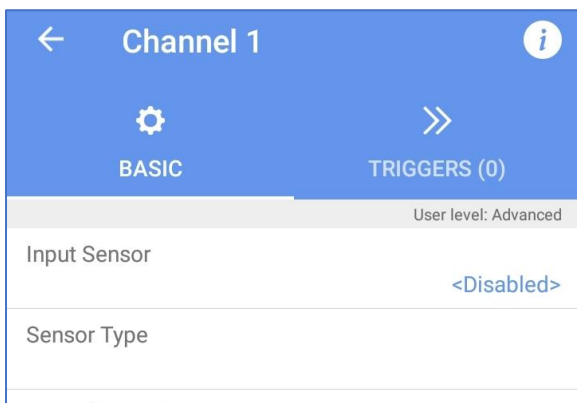 Channel 1
BASIC
TRIGGERS (0)
User level: Advanced
Input Sensor
<Disabled>
Sensor Type